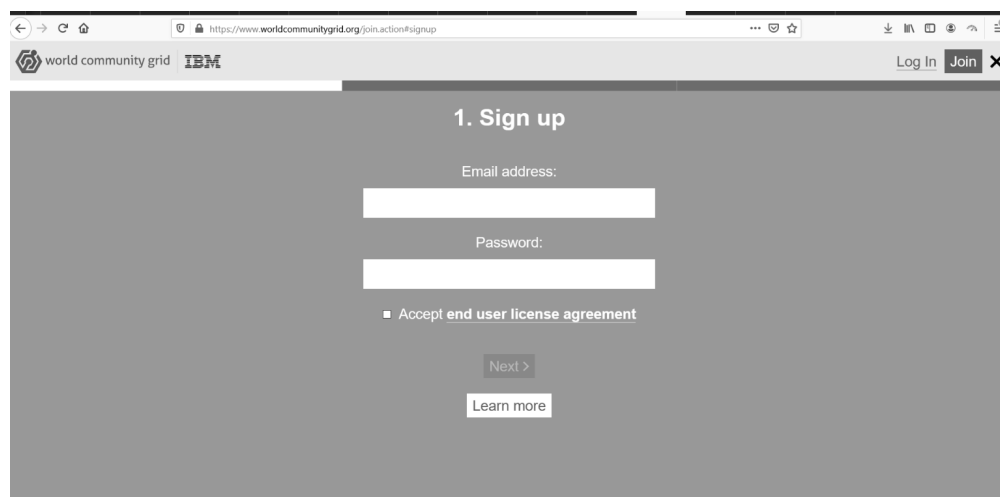 https://www.worldcommunitygrid.org/join.action#signup
world community grid IBM Log In Join
1. Sign up
Email address:
Password:
Accept end user license agreement
Next >
Learn more